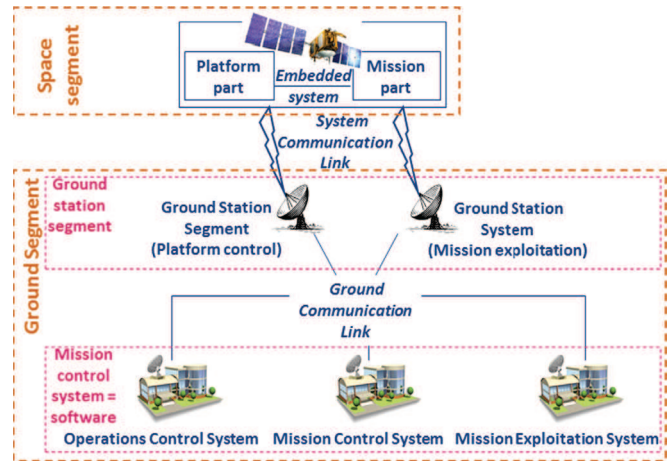 Space
segment
Platform
part
Embedded
system
Mission
part
System
Communication
Link
Ground Segment
Ground
station
segment
Ground Station
Segment
(Platform control)
Ground Station
System
(Mission exploitation)
Ground
Communication
Link
Mission
control
system =
software
Operations Control System
Mission Control System
Mission Exploitation System